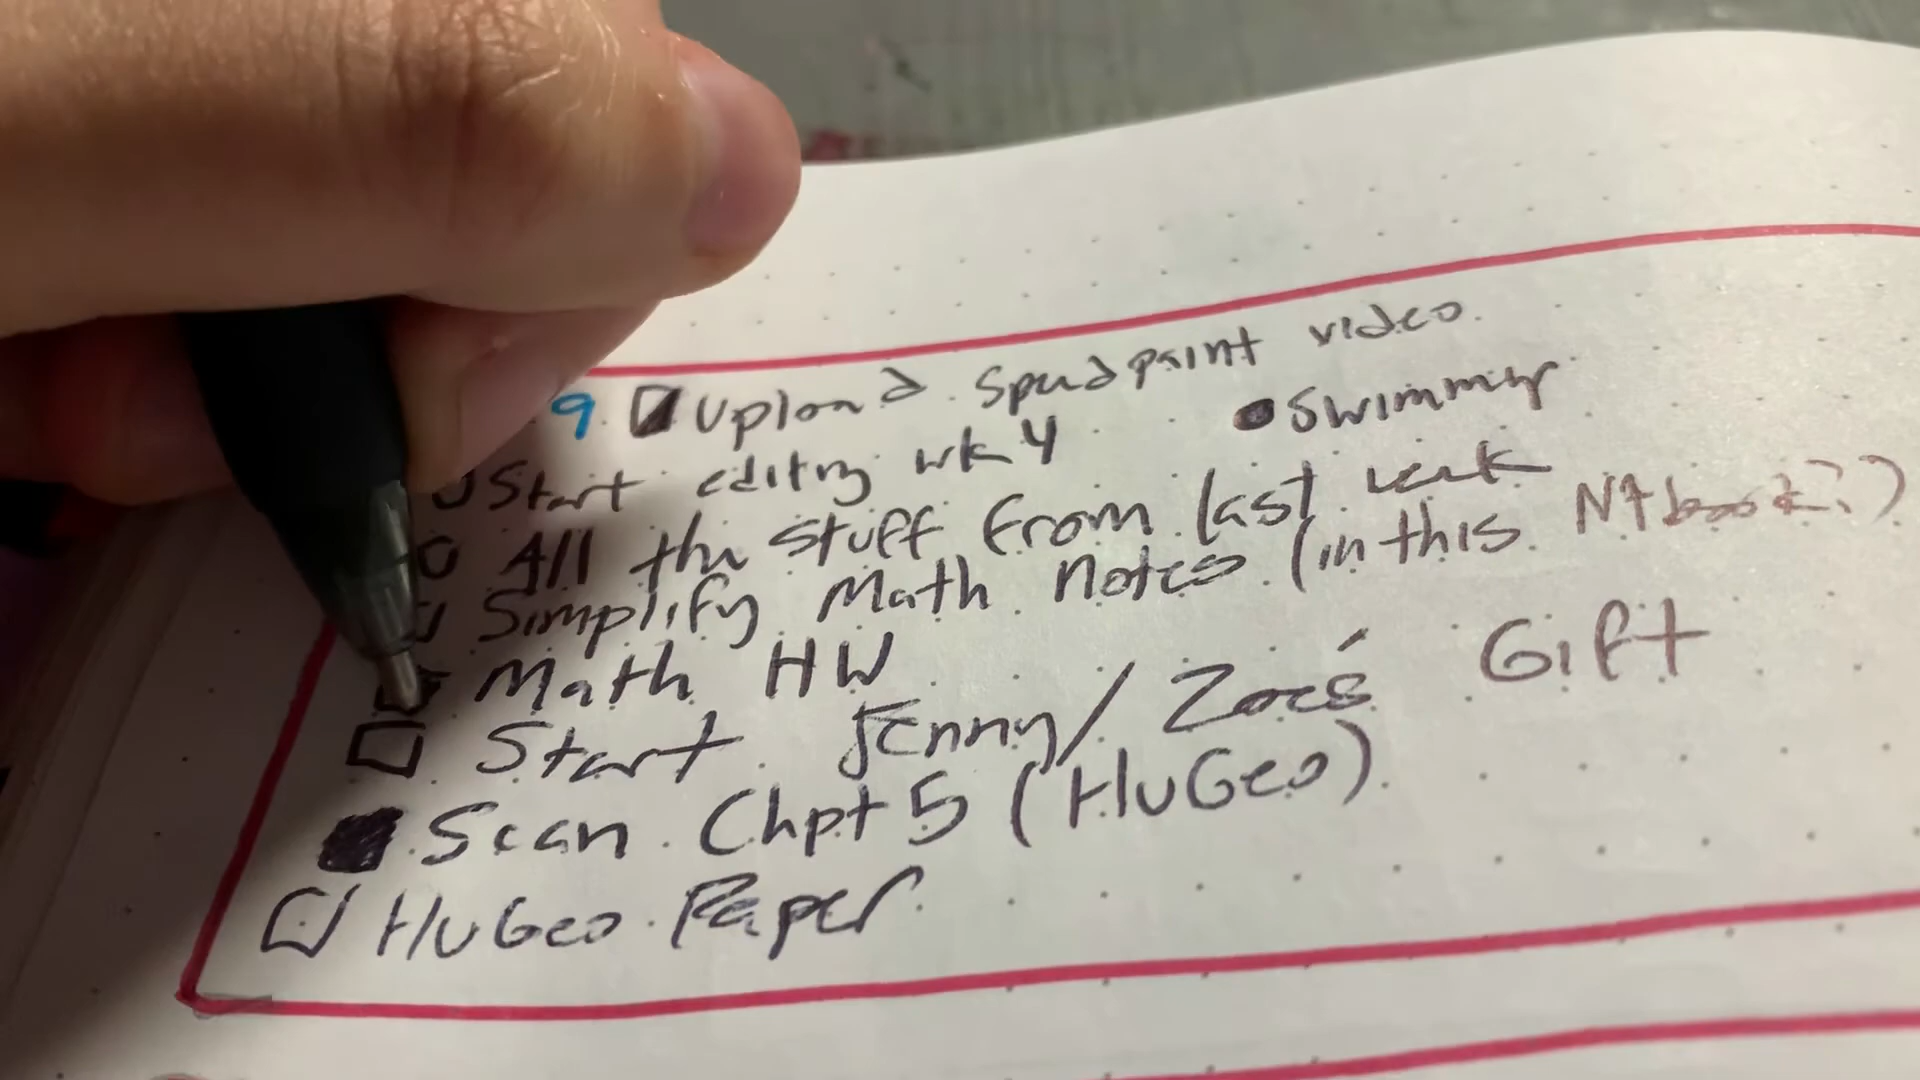 9 Upload Spedpaint video
Start editing wk 4 • Swimming
All the stuff from last week
Simplify Math Notes (in this NtBook?)
Math HW
Start Jenny/Zoe's Gift
Scan Chpt 5 (HuGeo)
HuGeo Paper